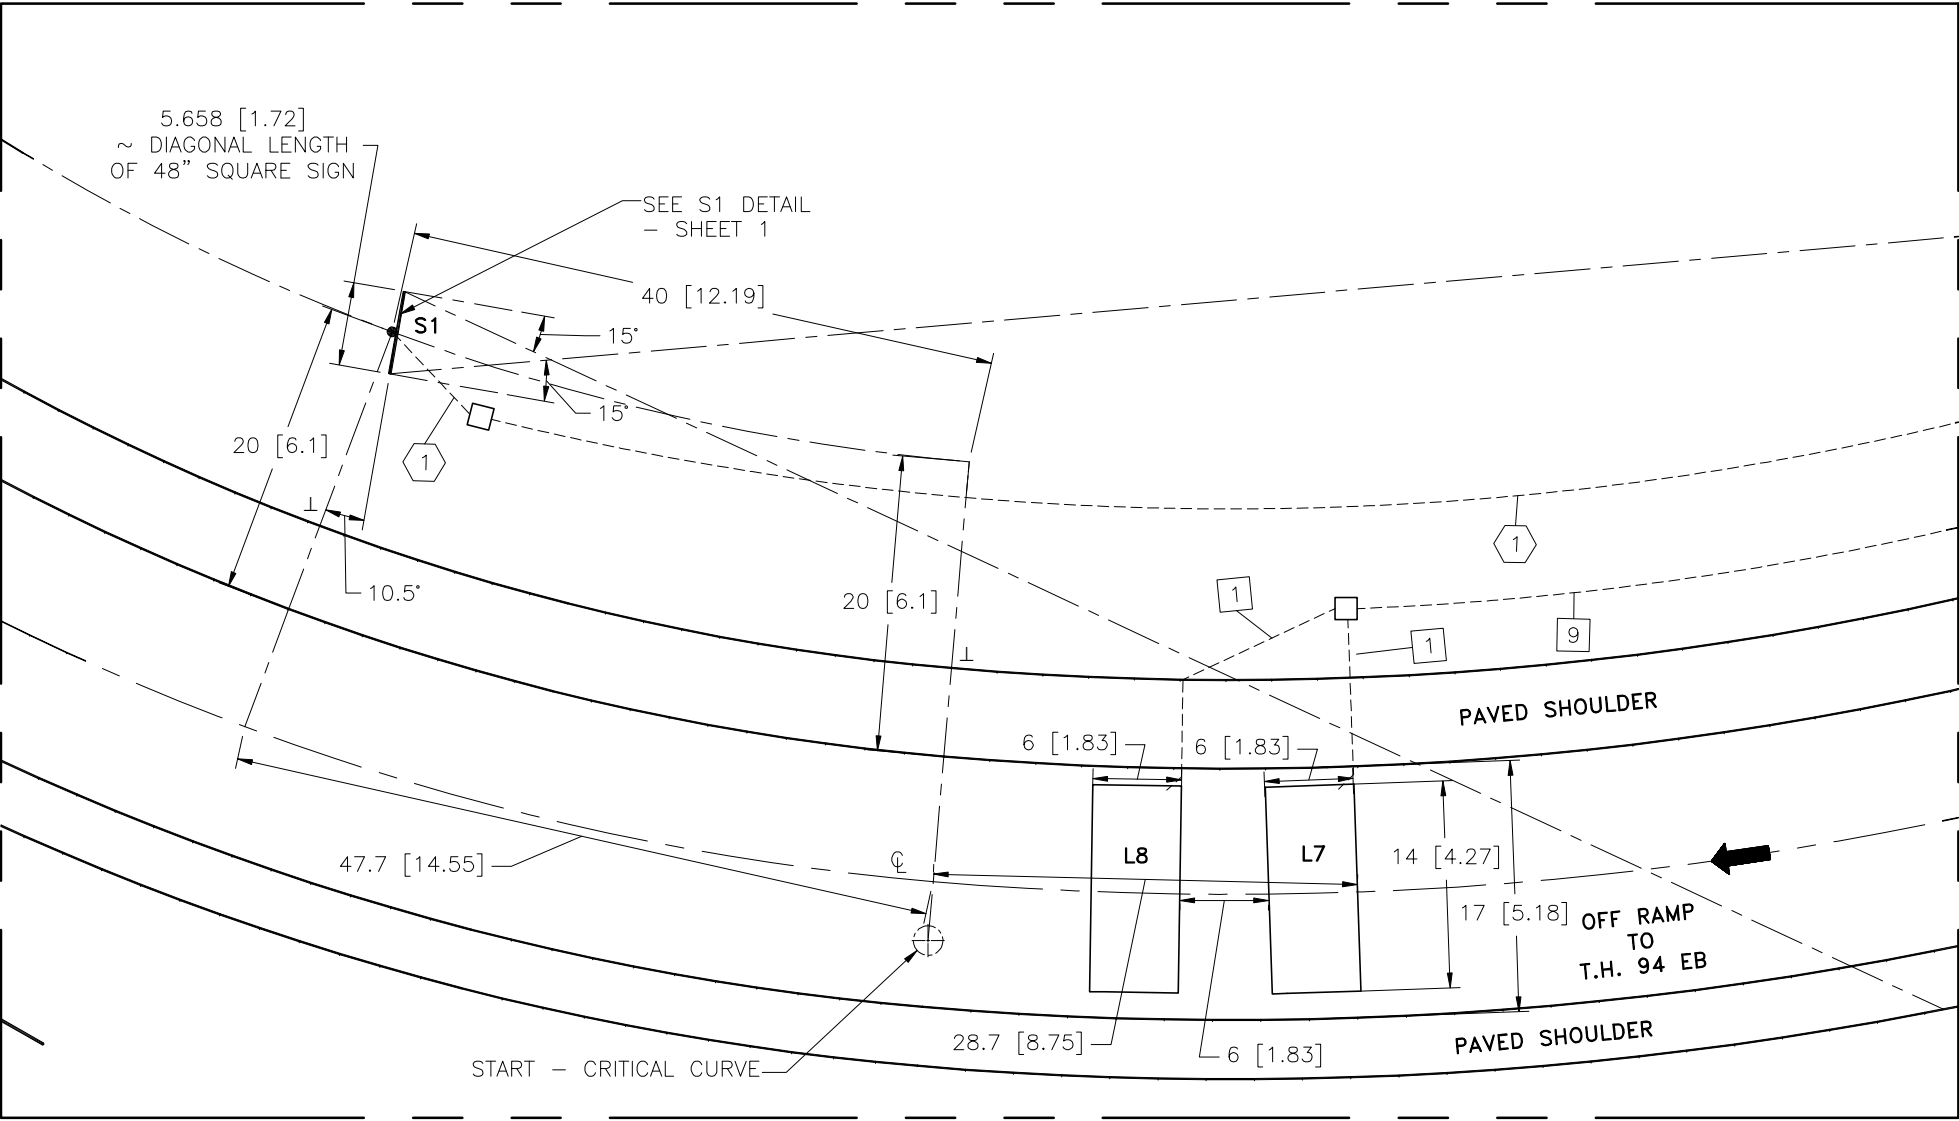 5.658 [1.72]
~ DIAGONAL LENGTH
OF 48" SQUARE SIGN
SEE S1 DETAIL
- SHEET 1
40 [12.19]
S1
15°
15°
20 [6.1]
1
10.5°
20 [6.1]
⊥
⊥
1
1
1
9
PAVED SHOULDER
6 [1.83]
6 [1.83]
47.7 [14.55]
℄
L8
L7
14 [4.27]
17 [5.18]
OFF RAMP
TO
T.H. 94 EB
28.7 [8.75]
6 [1.83]
PAVED SHOULDER
START - CRITICAL CURVE